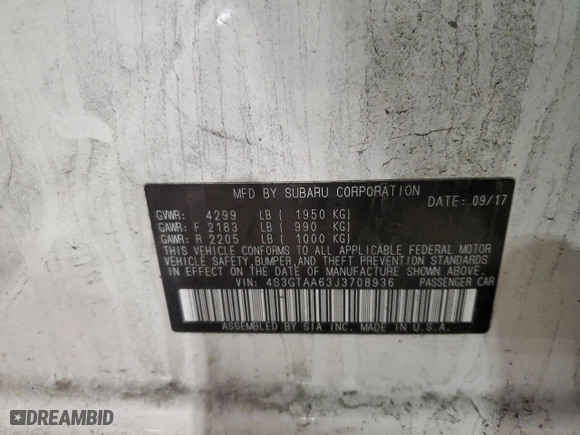 MFD BY SUBARU CORPORATION
DATE: 09/17
GVWR: 4299 LB ( 1950 KG)
GAWR: F 2183 LB ( 990 KG)
GAWR: R 2205 LB ( 1000 KG)
THIS VEHICLE CONFORMS TO ALL APPLICABLE FEDERAL MOTOR
VEHICLE SAFETY,BUMPER,AND THEFT PREVENTION STANDARDS
IN EFFECT ON THE DATE OF MANUFACTURE SHOWN ABOVE.
VIN: 4S3GTAA63J3708936 PASSENGER CAR
ASSEMBLED BY SIA INC. MADE IN U.S.A.
DREAMBID